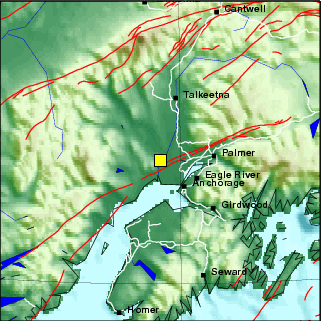 Cantwell
Talkeetna
Palmer
Eagle River
Anchorage
Girdwood
Seward
Homer